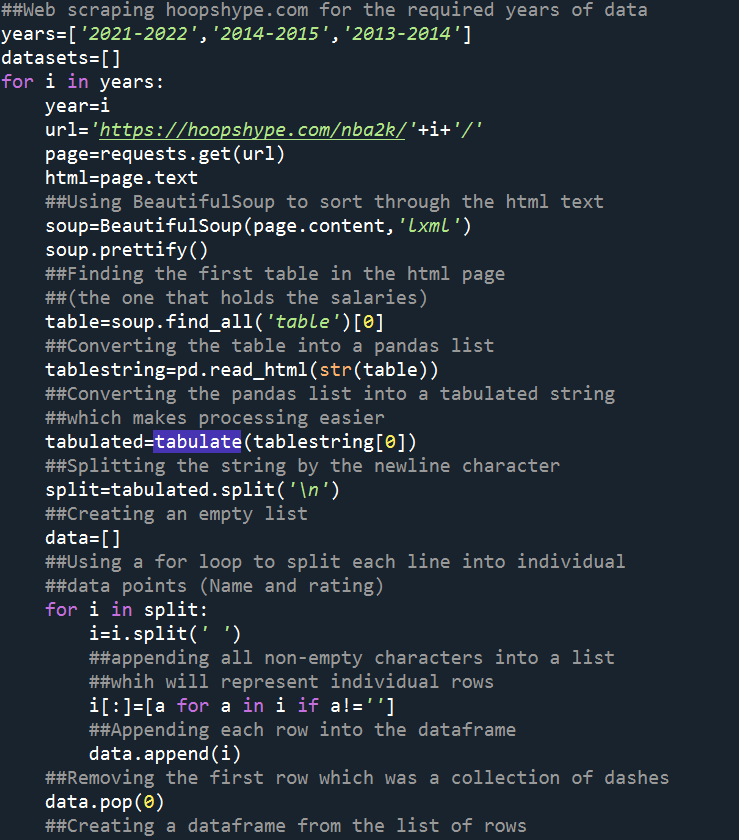 ##Web scraping hoopshype.com for the required years of data
years=['2021-2022','2014-2015','2013-2014']
datasets=[]
for i in years:
    year=i
    url='https://hoopshype.com/nba2k/'+i+'/'
    page=requests.get(url)
    html=page.text
    ##Using BeautifulSoup to sort through the html text
    soup=BeautifulSoup(page.content,'lxml')
    soup.prettify()
    ##Finding the first table in the html page
    ##(the one that holds the salaries)
    table=soup.find_all('table')[0]
    ##Converting the table into a pandas list
    tablestring=pd.read_html(str(table))
    ##Converting the pandas list into a tabulated string
    ##which makes processing easier
    tabulated=tabulate(tablestring[0])
    ##Splitting the string by the newline character
    split=tabulated.split('\n')
    ##Creating an empty list
    data=[]
    ##Using a for loop to split each line into individual
    ##data points (Name and rating)
    for i in split:
        i=i.split(' ')
        ##appending all non-empty characters into a list
        ##whih will represent individual rows
        i[:]=[a for a in i if a!='']
        ##Appending each row into the dataframe
        data.append(i)
    ##Removing the first row which was a collection of dashes
    data.pop(0)
    ##Creating a dataframe from the list of rows